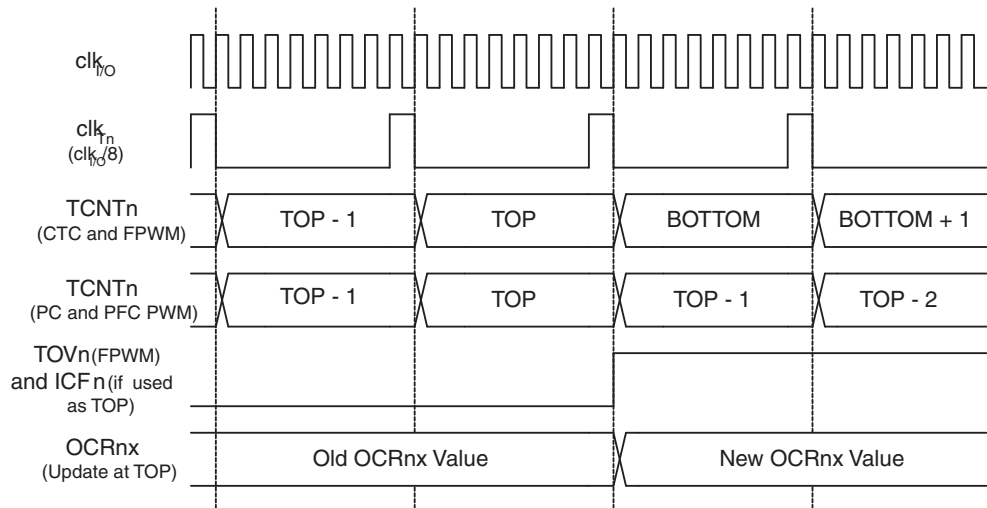 clkI/O
clkTn
(clkI/O/8)
TCNTn
(CTC and FPWM)
TOP - 1
TOP
BOTTOM
BOTTOM + 1
TCNTn
(PC and PFC PWM)
TOP - 1
TOP
TOP - 1
TOP - 2
TOVn (FPWM)
and ICFn (if used
as TOP)
OCRnx
(Update at TOP)
Old OCRnx Value
New OCRnx Value